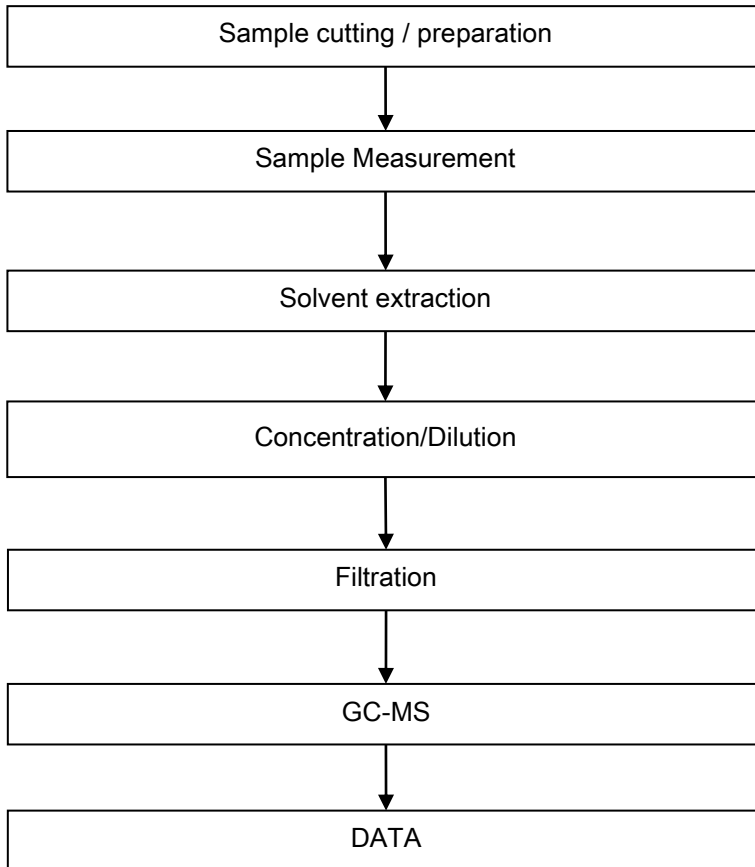 Sample cutting / preparation
Sample Measurement
Solvent extraction
Concentration/Dilution
Filtration
GC-MS
DATA